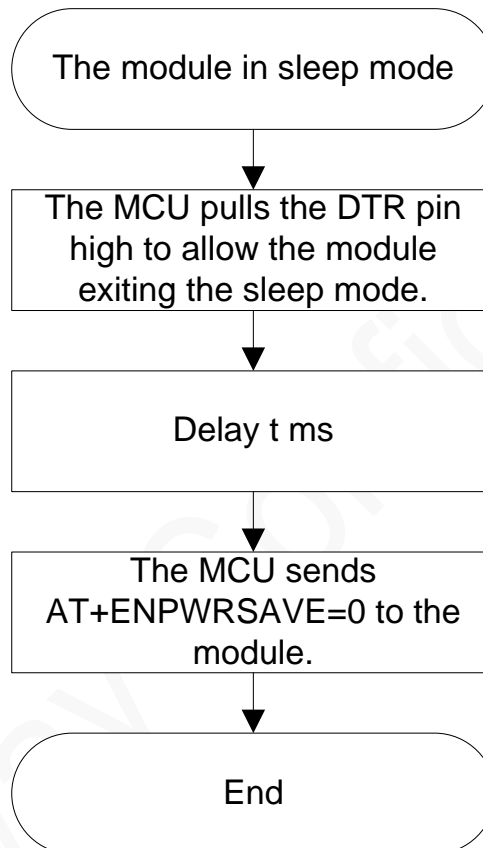 The module in sleep mode
The MCU pulls the DTR pin
high to allow the module
exiting the sleep mode.
Delay t ms
The MCU sends
AT+ENPWRSAVE=0 to the
module.
End